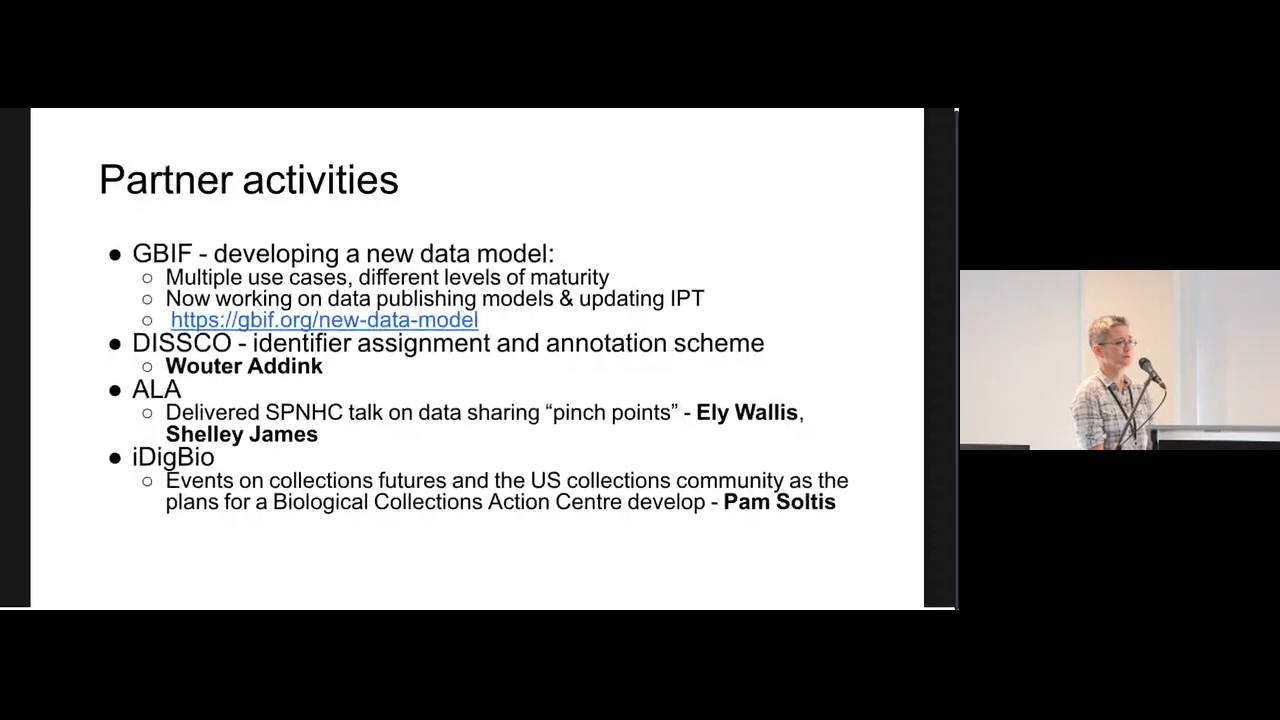 Partner activities
● GBIF - developing a new data model:
○ Multiple use cases, different levels of maturity
○ Now working on data publishing models & updating IPT
○ https://gbif.org/new-data-model
● DISSCO - identifier assignment and annotation scheme
○ Wouter Addink
● ALA
○ Delivered SPNHC talk on data sharing “pinch points” - Ely Wallis,
Shelley James
● iDigBio
○ Events on collections futures and the US collections community as the
plans for a Biological Collections Action Centre develop - Pam Soltis